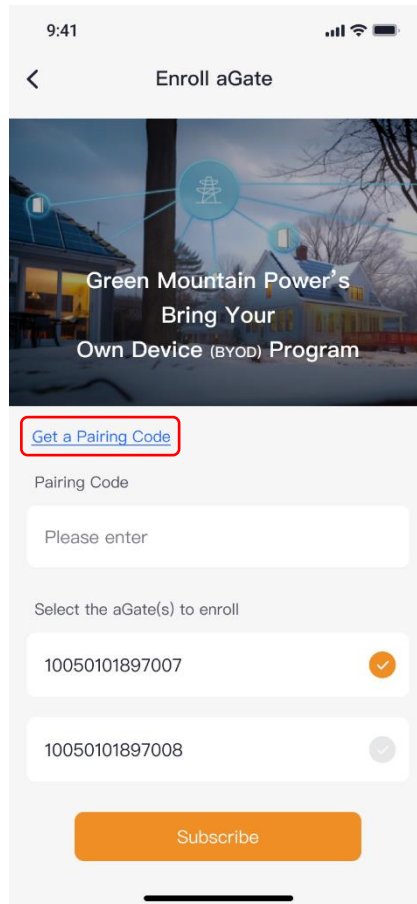 9:41
Enroll aGate
Green Mountain Power's
Bring Your
Own Device (BYOD) Program
Get a Pairing Code
Pairing Code
Please enter
Select the aGate(s) to enroll
10050101897007
10050101897008
Subscribe